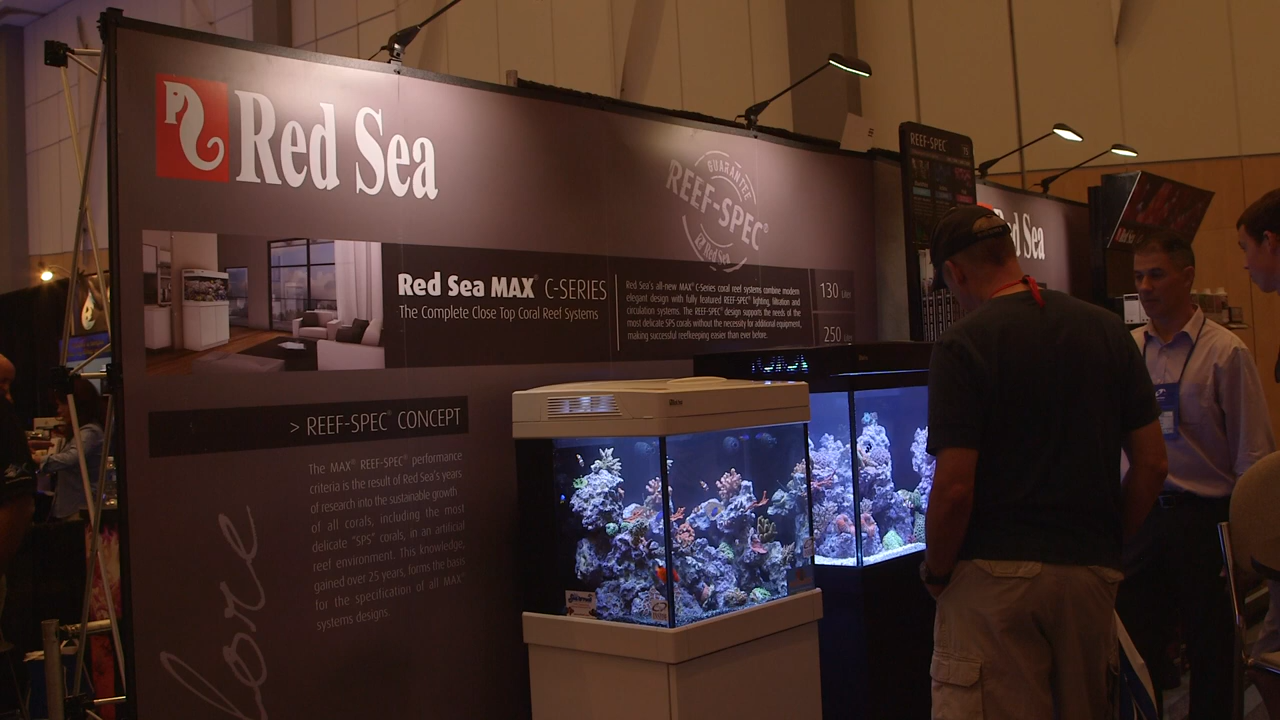 Red Sea
GUARANTEE
REEF-SPEC®
Red Sea
REEF-SPEC
Red Sea
Red Sea MAX® C-SERIES
The Complete Close Top Coral Reef Systems
Red Sea's all-new MAX® C-Series coral reef systems combine modern
elegant design with fully featured REEF-SPEC® lighting, filtration and
circulation systems. The REEF-SPEC® design supports the needs of the
most delicate SPS corals without the necessity for additional equipment,
making successful reefkeeping easier than ever before.
130 Liter
250 Liter
> REEF-SPEC® CONCEPT
The MAX® REEF-SPEC® performance
criteria is the result of Red Sea's years
of research into the sustainable growth
of all corals, including the most
delicate "SPS" corals, in an artificial
reef environment. This knowledge,
gained over 25 years, forms the basis
for the specification of all MAX®
systems designs.